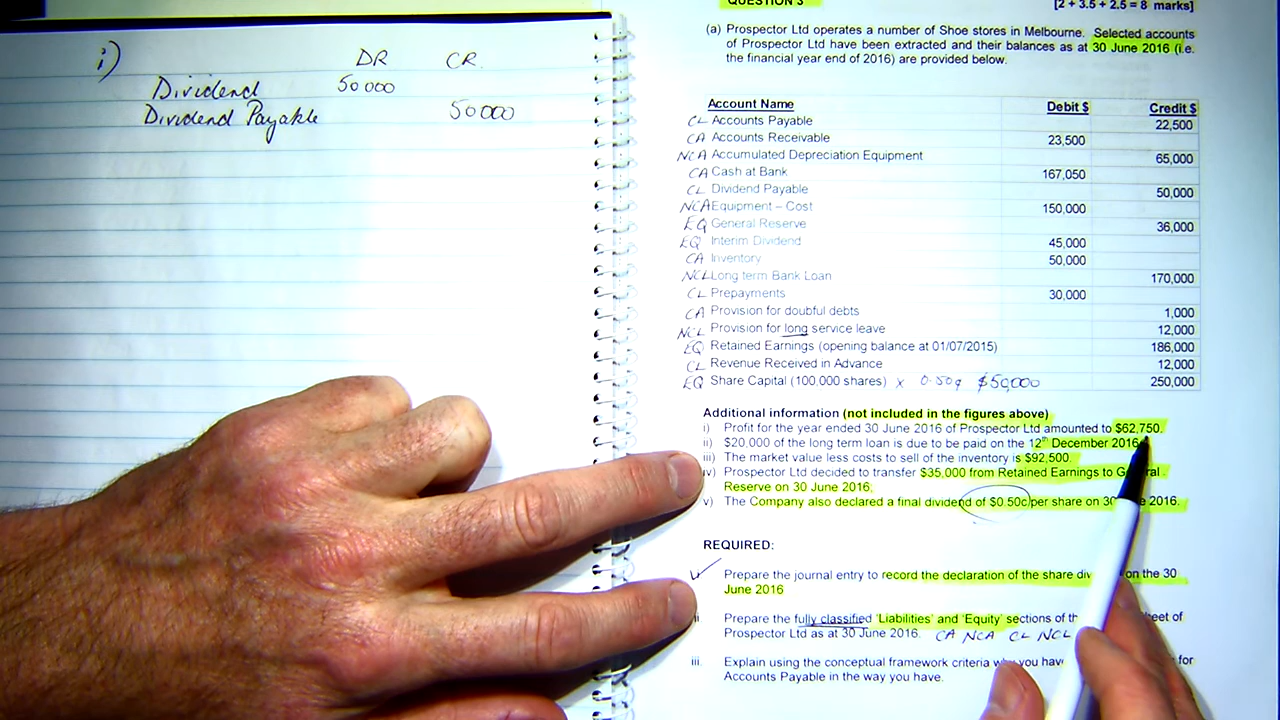 i)
DR CR.
Dividend 50 000
Dividend Payable 50 000
QUESTION 3 [2 + 3.5 + 2.5 = 8 marks]
(a) Prospector Ltd operates a number of Shoe stores in Melbourne. Selected accounts
of Prospector Ltd have been extracted and their balances as at 30 June 2016 (i.e.
the financial year end of 2016) are provided below.
Account Name Debit $ Credit $
CL Accounts Payable 22,500
CA Accounts Receivable 23,500
NCA Accumulated Depreciation Equipment 65,000
CA Cash at Bank 167,050
CL Dividend Payable 50,000
NCA Equipment – Cost 150,000
EQ General Reserve 36,000
EQ Interim Dividend 45,000
CA Inventory 50,000
NCL Long term Bank Loan 170,000
CL Prepayments 30,000
CA Provision for doubful debts 1,000
NCL Provision for long service leave 12,000
EQ Retained Earnings (opening balance at 01/07/2015) 186,000
CL Revenue Received in Advance 12,000
EQ Share Capital (100,000 shares) x $50,000 250,000
Additional information (not included in the figures above)
i) Profit for the year ended 30 June 2016 of Prospector Ltd amounted to $62,750.
ii) $20,000 of the long term loan is due to be paid on the 12th December 2016
iii) The market value less costs to sell of the inventory is $92,500.
iv) Prospector Ltd decided to transfer $35,000 from Retained Earnings to General
Reserve on 30 June 2016;
v) The Company also declared a final dividend of $0.50c per share on 30 2016.
REQUIRED:
Prepare the journal entry to record the declaration of the share div on the 30
June 2016
Prepare the fully classified 'Liabilities' and 'Equity' sections of th eet of
Prospector Ltd as at 30 June 2016. CA NCA CL NCL
iii. Explain using the conceptual framework criteria you hav for
Accounts Payable in the way you have.